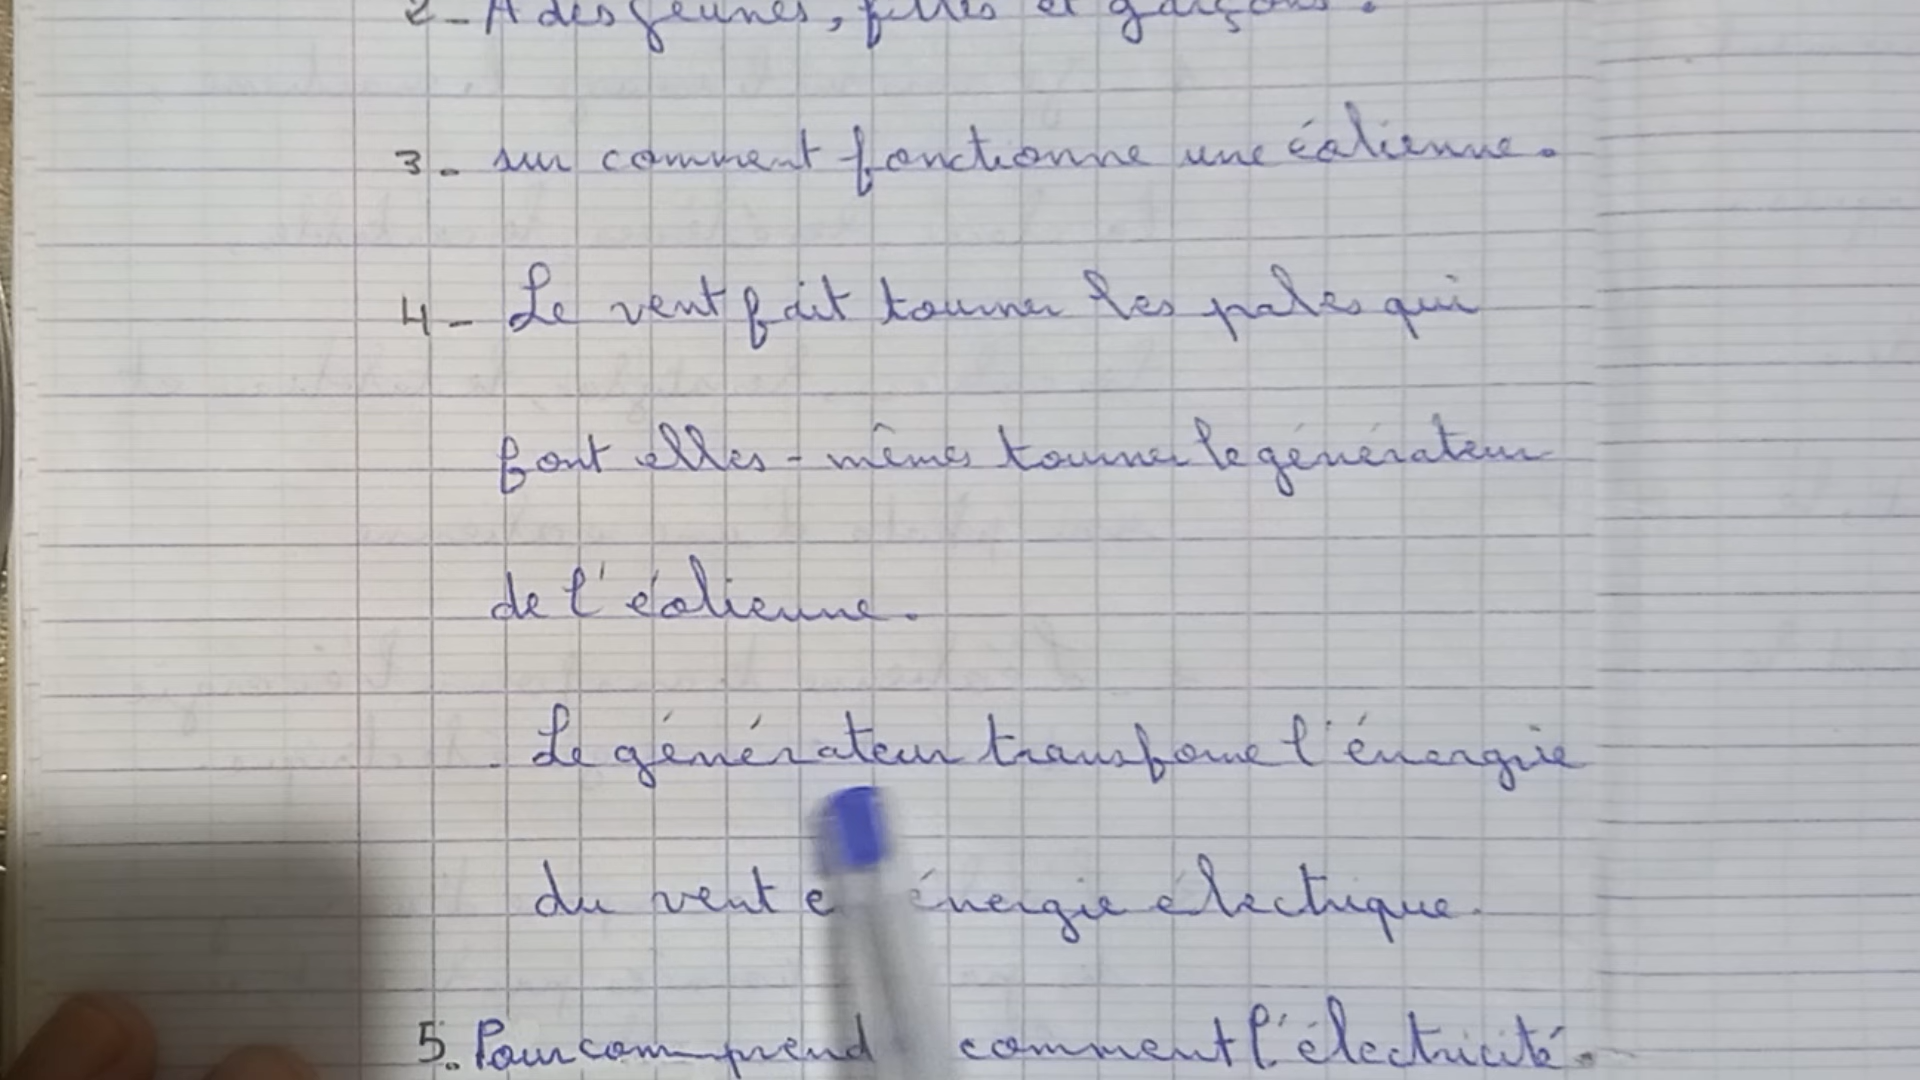 2- A des jeunes, filles et garçons.
3- sur comment fonctionne une éolienne.
4- Le vent fait tourner les pales qui
font elles-mêmes tourner le générateur
de l'éolienne.
. Le générateur transforme l'énergie
du vent e énergie électrique.
5. Pour comprend comment l'électricité.